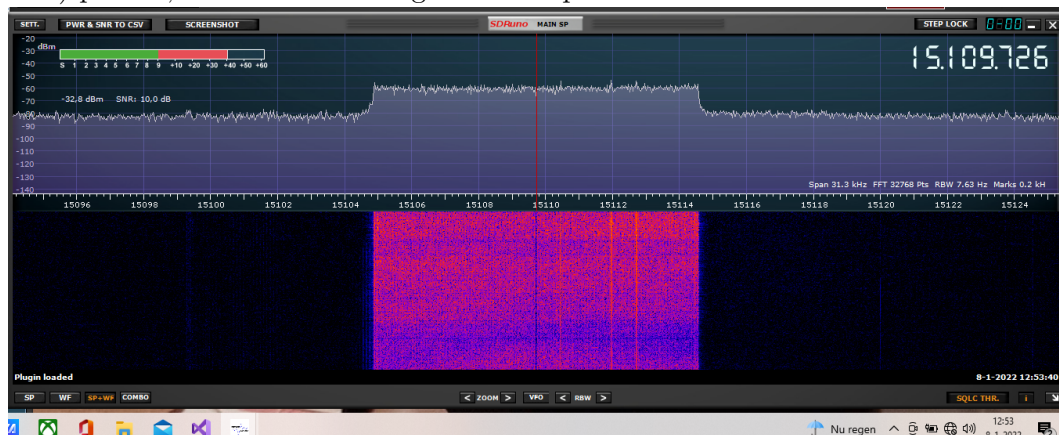 SETT. PWR & SNR TO CSV SCREENSHOT SDRuno MAIN SP STEP LOCK
dBm
-20
-30
-40
-50
-60
-70
-90
-100
-110
-120
-130
-140
S 1 2 3 4 5 6 7 8 9 +10 +20 +30 +40 +50 +60
-32,8 dBm SNR: 10,0 dB
15.109.726
Span 31.3 kHz FFT 32768 Pts RBW 7.63 Hz Marks 0.2 kH
15096 15098 15100 15102 15104 15106 15108 15110 15112 15114 15116 15118 15120 15122 15124
Plugin loaded 8-1-2022 12:53:40
SP WF SP+WF COMBO < ZOOM > VFO < RBW > SQLC THR. i
Nu regen 12:53
8-1-2022